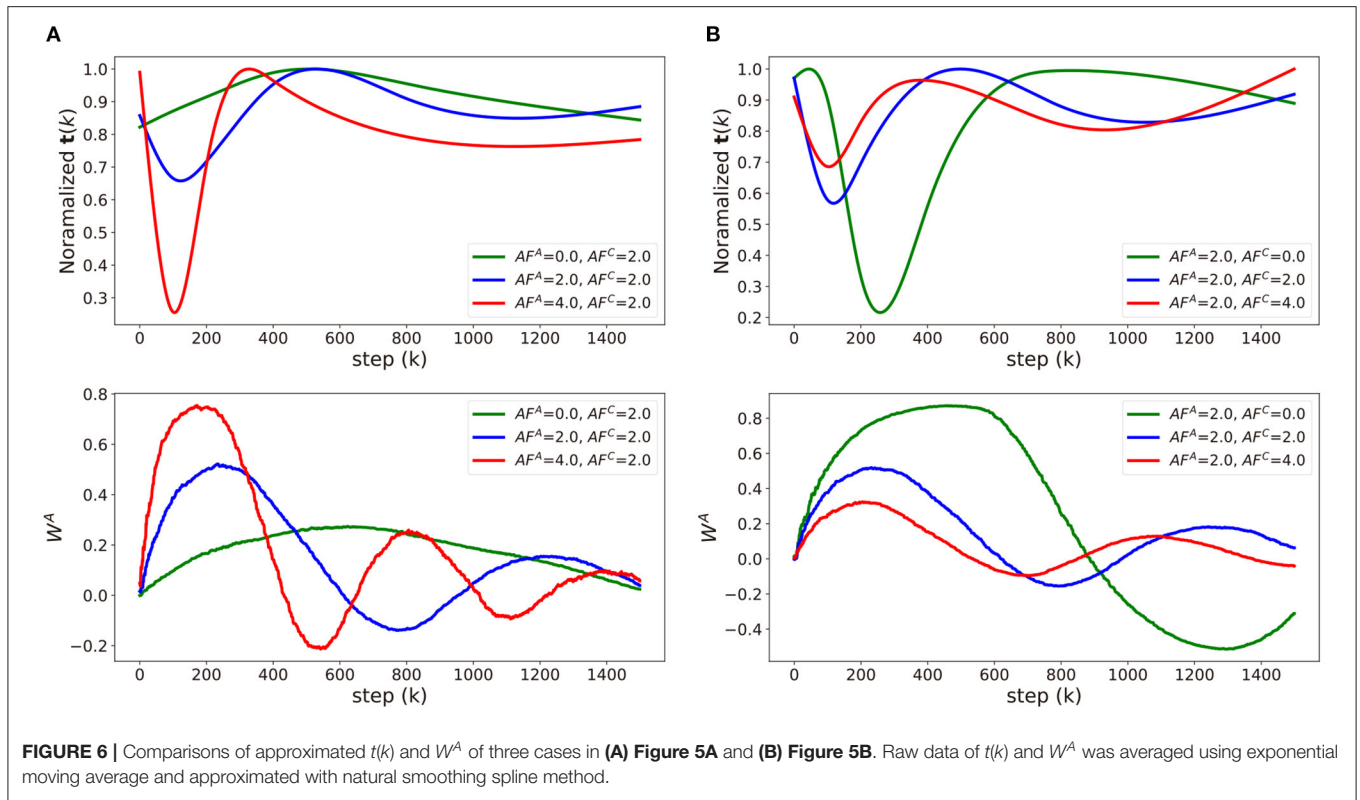 A
Noramalized t(k)
1.0
0.9
0.8
0.7
0.6
0.5
0.4
0.3
AF^A=0.0, AF^C=2.0
AF^A=2.0, AF^C=2.0
AF^A=4.0, AF^C=2.0
0 200 400 600 800 1000 1200 1400
step (k)
B
Noramalized t(k)
1.0
0.9
0.8
0.7
0.6
0.5
0.4
0.3
0.2
AF^A=2.0, AF^C=0.0
AF^A=2.0, AF^C=2.0
AF^A=2.0, AF^C=4.0
0 200 400 600 800 1000 1200 1400
step (k)
W^A
0.8
0.6
0.4
0.2
0.0
−0.2
AF^A=0.0, AF^C=2.0
AF^A=2.0, AF^C=2.0
AF^A=4.0, AF^C=2.0
0 200 400 600 800 1000 1200 1400
step (k)
W^A
0.8
0.6
0.4
0.2
0.0
−0.2
−0.4
AF^A=2.0, AF^C=0.0
AF^A=2.0, AF^C=2.0
AF^A=2.0, AF^C=4.0
0 200 400 600 800 1000 1200 1400
step (k)
FIGURE 6 | Comparisons of approximated t(k) and W^A of three cases in (A) Figure 5A and (B) Figure 5B. Raw data of t(k) and W^A was averaged using exponential
moving average and approximated with natural smoothing spline method.